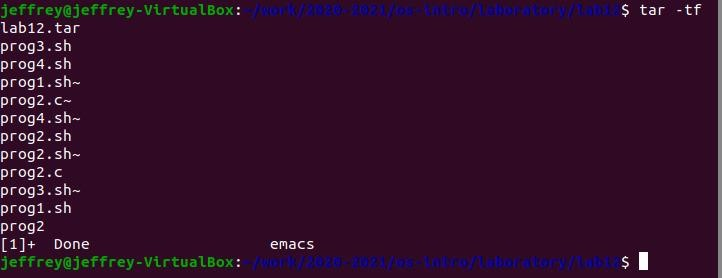 jeffrey@jeffrey-VirtualBox:~/work/2020-2021/os-intro/laboratory/lab12$ tar -tf
lab12.tar
prog3.sh
prog4.sh
prog1.sh~
prog2.c~
prog4.sh~
prog2.sh
prog2.sh~
prog2.c
prog3.sh~
prog1.sh
prog2
[1]+  Done                    emacs
jeffrey@jeffrey-VirtualBox:~/work/2020-2021/os-intro/laboratory/lab12$